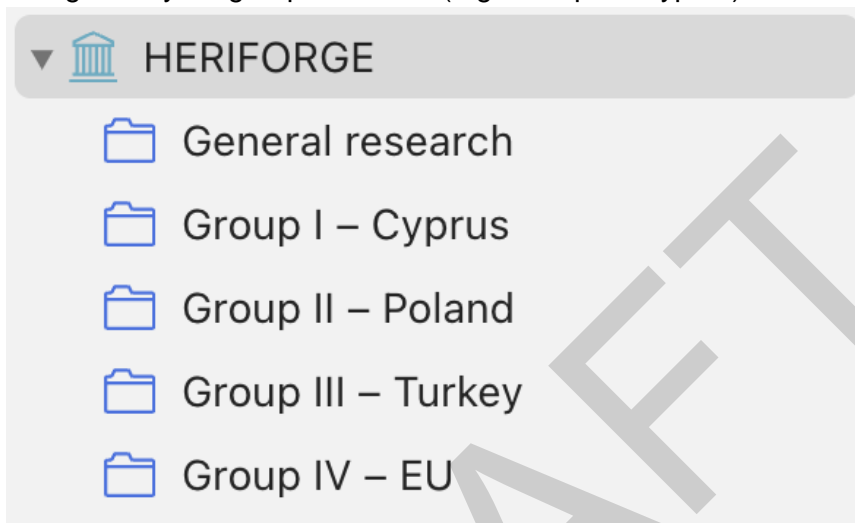 HERIFORGE
General research
Group I – Cyprus
Group II – Poland
Group III – Turkey
Group IV – EU